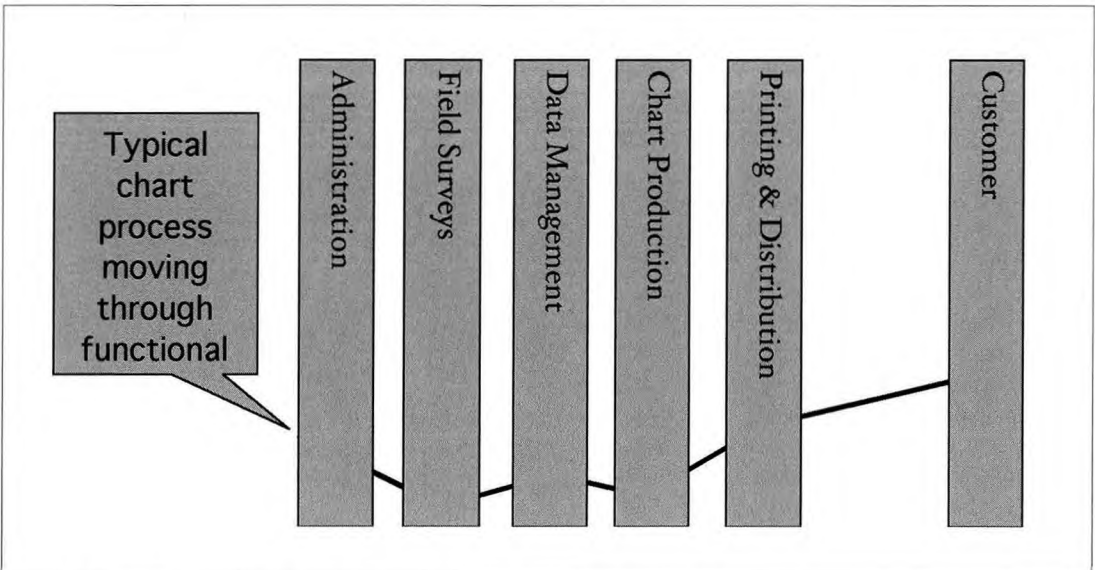 Typical
chart
process
moving
through
functional
Administration
Field Surveys
Data Management
Chart Production
Printing & Distribution
Customer